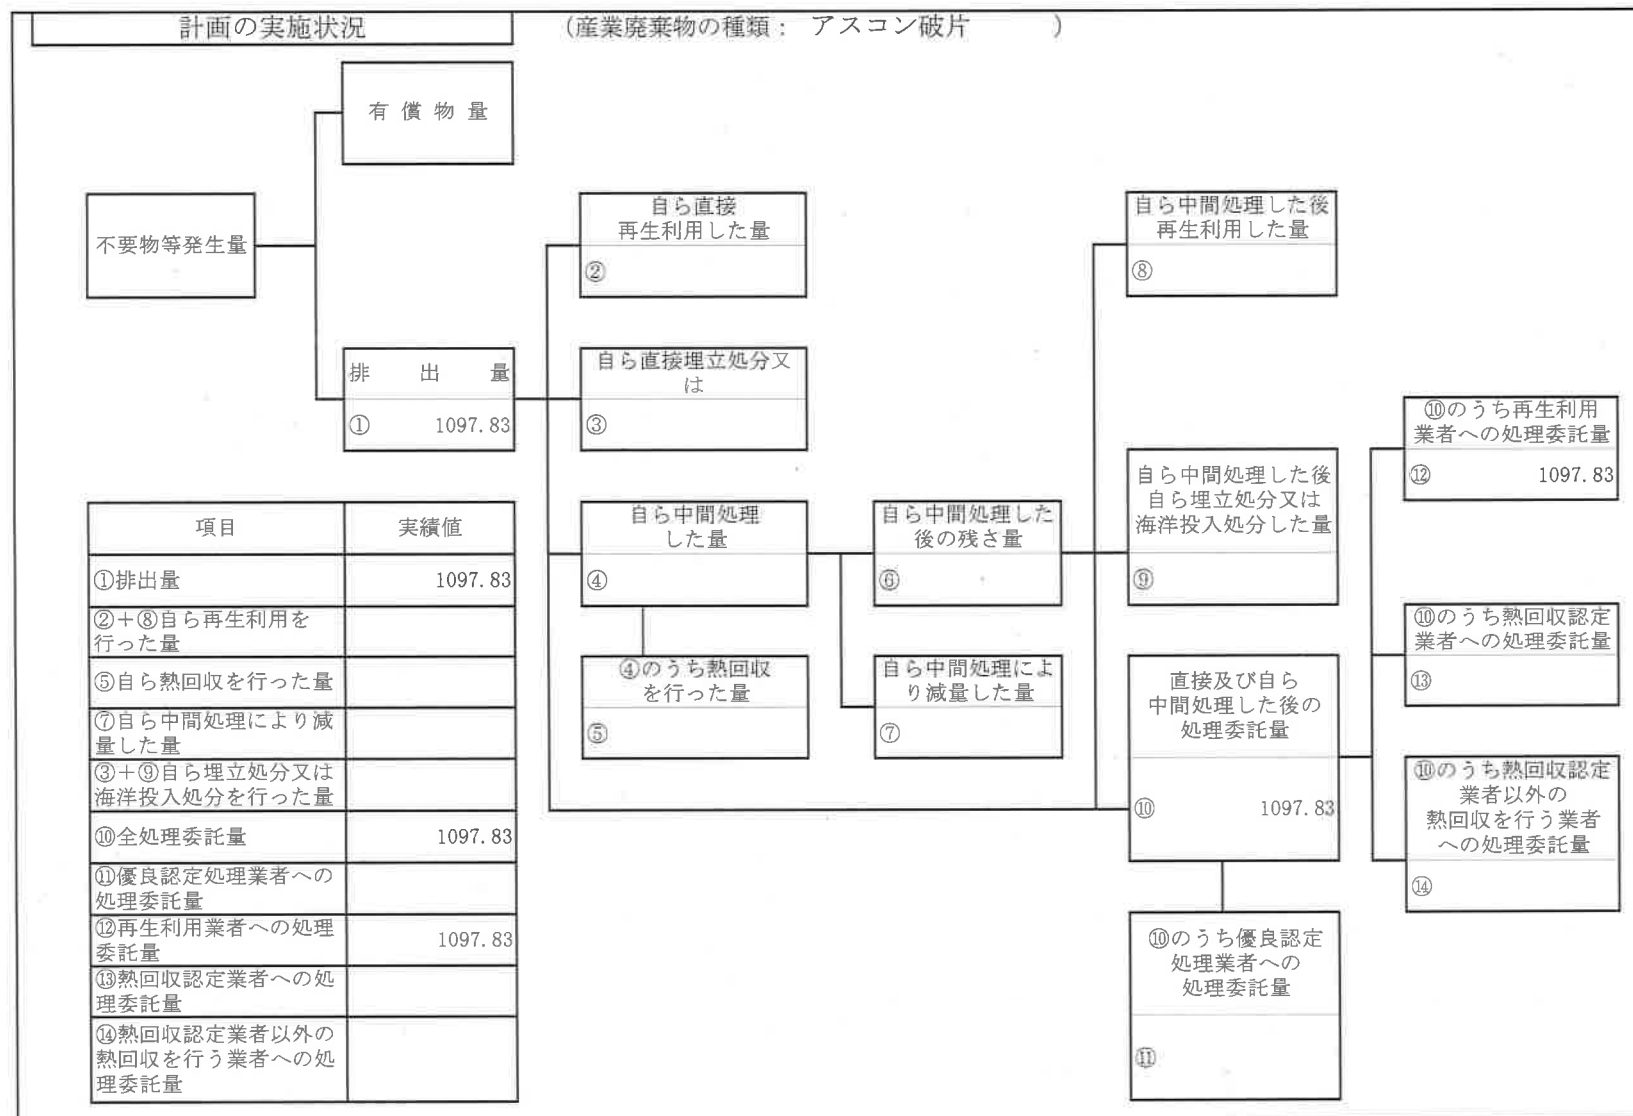 計画の実施状況
(産業廃棄物の種類： アスコン破片 )
有償物量
不要物等発生量
排出量
① 1097.83
自ら直接
再生利用した量
②
自ら直接埋立処分又
は
③
自ら中間処理
した量
④
④のうち熱回収
を行った量
⑤
自ら中間処理した
後の残さ量
⑥
自ら中間処理によ
り減量した量
⑦
自ら中間処理した後
再生利用した量
⑧
自ら中間処理した後
自ら埋立処分又は
海洋投入処分した量
⑨
直接及び自ら
中間処理した後の
処理委託量
⑩ 1097.83
⑩のうち優良認定
処理業者への
処理委託量
⑪
⑩のうち再生利用
業者への処理委託量
⑫ 1097.83
⑩のうち熱回収認定
業者への処理委託量
⑬
⑩のうち熱回収認定
業者以外の
熱回収を行う業者
への処理委託量
⑭
項目 実績値
①排出量 1097.83
②＋⑧自ら再生利用を
行った量
⑤自ら熱回収を行った量
⑦自ら中間処理により減
量した量
③＋⑨自ら埋立処分又は
海洋投入処分を行った量
⑩全処理委託量 1097.83
⑪優良認定処理業者への
処理委託量
⑫再生利用業者への処理
委託量 1097.83
⑬熱回収認定業者への処
理委託量
⑭熱回収認定業者以外の
熱回収を行う業者への処
理委託量